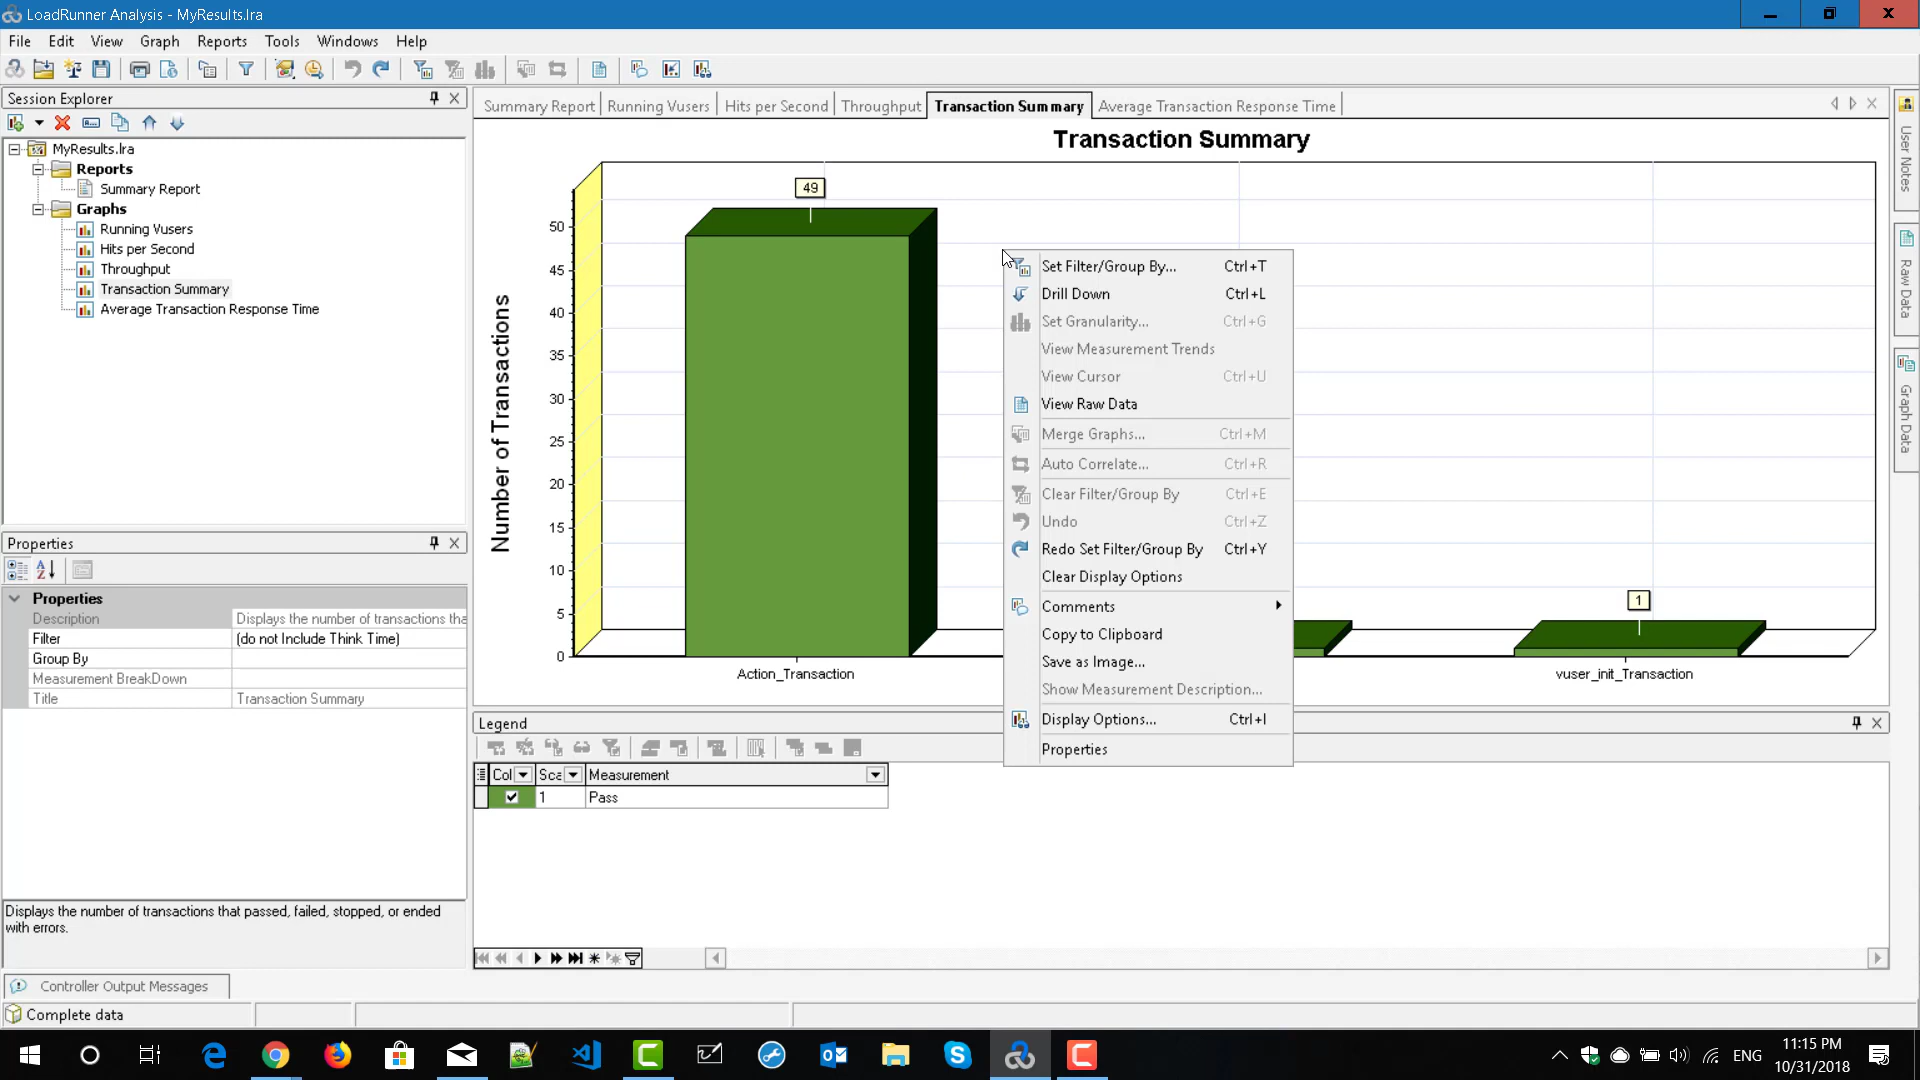 LoadRunner Analysis - MyResults.lra
File Edit View Graph Reports Tools Windows Help
Session Explorer
MyResults.lra
Reports
Summary Report
Graphs
Running Vusers
Hits per Second
Throughput
Transaction Summary
Average Transaction Response Time
Properties
Properties
Description Displays the number of transactions tha
Filter (do not Include Think Time)
Group By
Measurement BreakDown
Title Transaction Summary
Displays the number of transactions that passed, failed, stopped, or ended
with errors.
Controller Output Messages
Complete data
Summary Report Running Vusers Hits per Second Throughput Transaction Summary Average Transaction Response Time
Transaction Summary
Number of Transactions
50
45
40
35
30
25
20
15
10
5
0
49
1
Action_Transaction
vuser_init_Transaction
Set Filter/Group By... Ctrl+T
Drill Down Ctrl+L
Set Granularity... Ctrl+G
View Measurement Trends
View Cursor Ctrl+U
View Raw Data
Merge Graphs... Ctrl+M
Auto Correlate... Ctrl+R
Clear Filter/Group By Ctrl+E
Undo Ctrl+Z
Redo Set Filter/Group By Ctrl+Y
Clear Display Options
Comments
Copy to Clipboard
Save as Image...
Show Measurement Description...
Display Options... Ctrl+I
Properties
Legend
Col Sca Measurement
1 Pass
User Notes
Raw Data
Graph Data
ENG
11:15 PM
10/31/2018